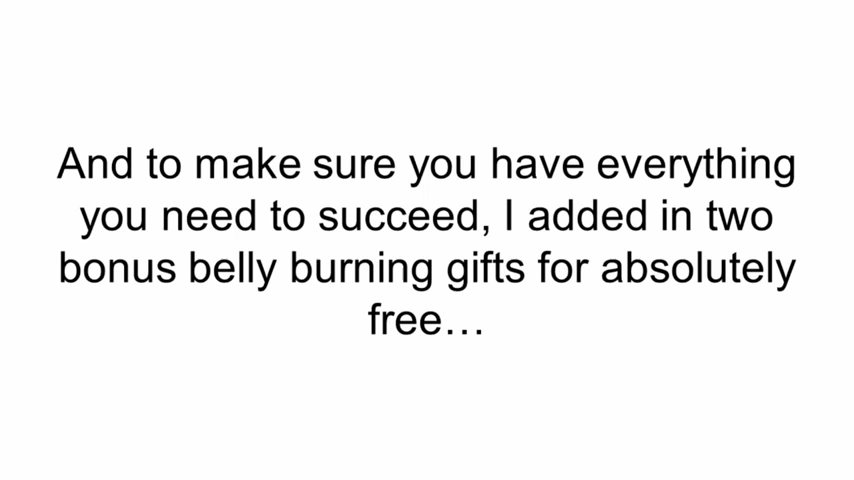 And to make sure you have everything
you need to succeed, I added in two
bonus belly burning gifts for absolutely
free…